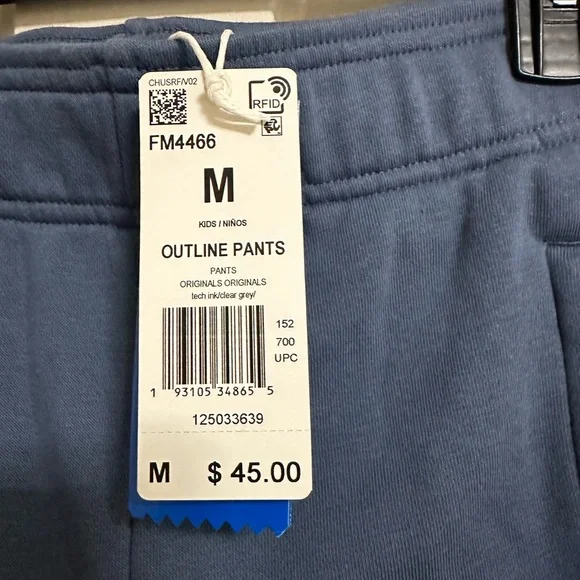 CHUSRF/V02
RFID
FM4466
M
KIDS / NIÑOS
OUTLINE PANTS
PANTS
ORIGINALS ORIGINALS
tech ink/clear grey/
152
700
UPC
1 93105 34865 5
125033639
M $ 45.00